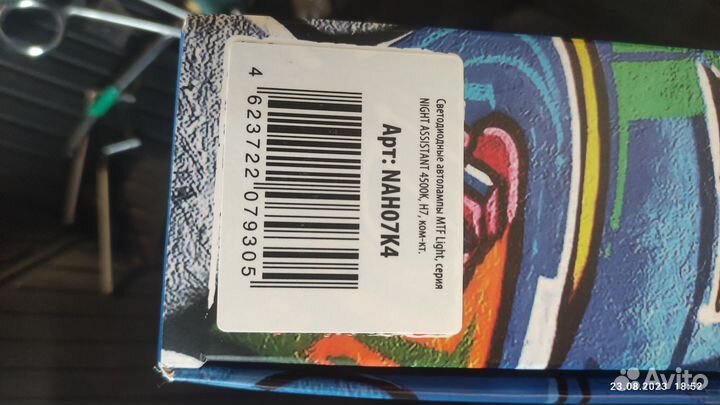 Светодиодные автолампы MTF Light, серия
NIGHT ASSISTANT 4500K, H7, ком-кт.
Арт: NAH07K4
4 623722 079305
Avito
23.08.2023 18:52